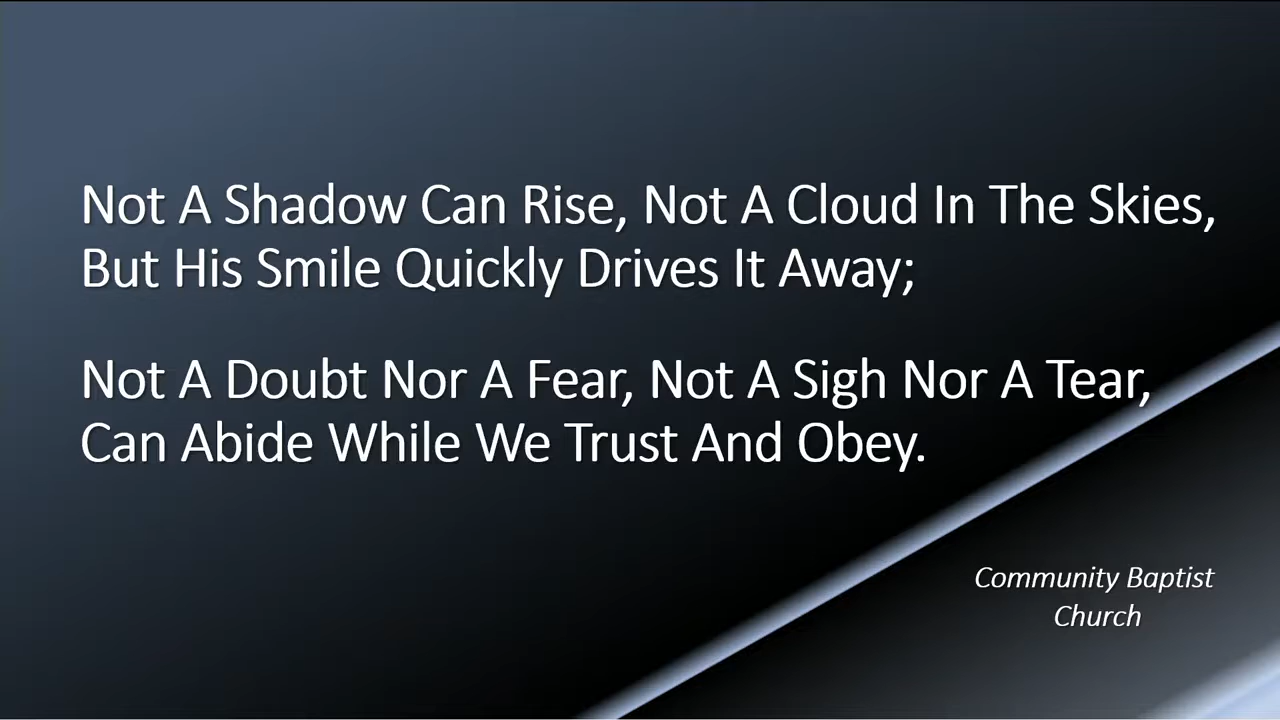 Not A Shadow Can Rise, Not A Cloud In The Skies,
But His Smile Quickly Drives It Away;
Not A Doubt Nor A Fear, Not A Sigh Nor A Tear,
Can Abide While We Trust And Obey.
Community Baptist
Church